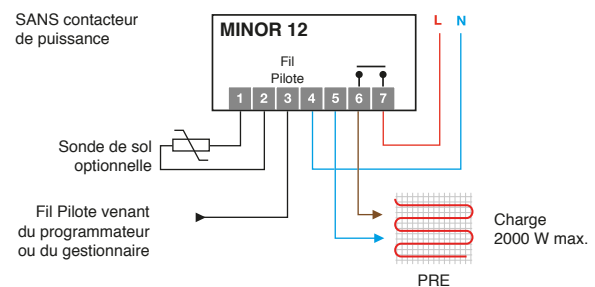 SANS contacteur
de puissance
MINOR 12
L N
Fil
Pilote
1 2 3 4 5 6 7
Sonde de sol
optionnelle
Fil Pilote venant
du programmateur
ou du gestionnaire
Charge
2000 W max.
PRE